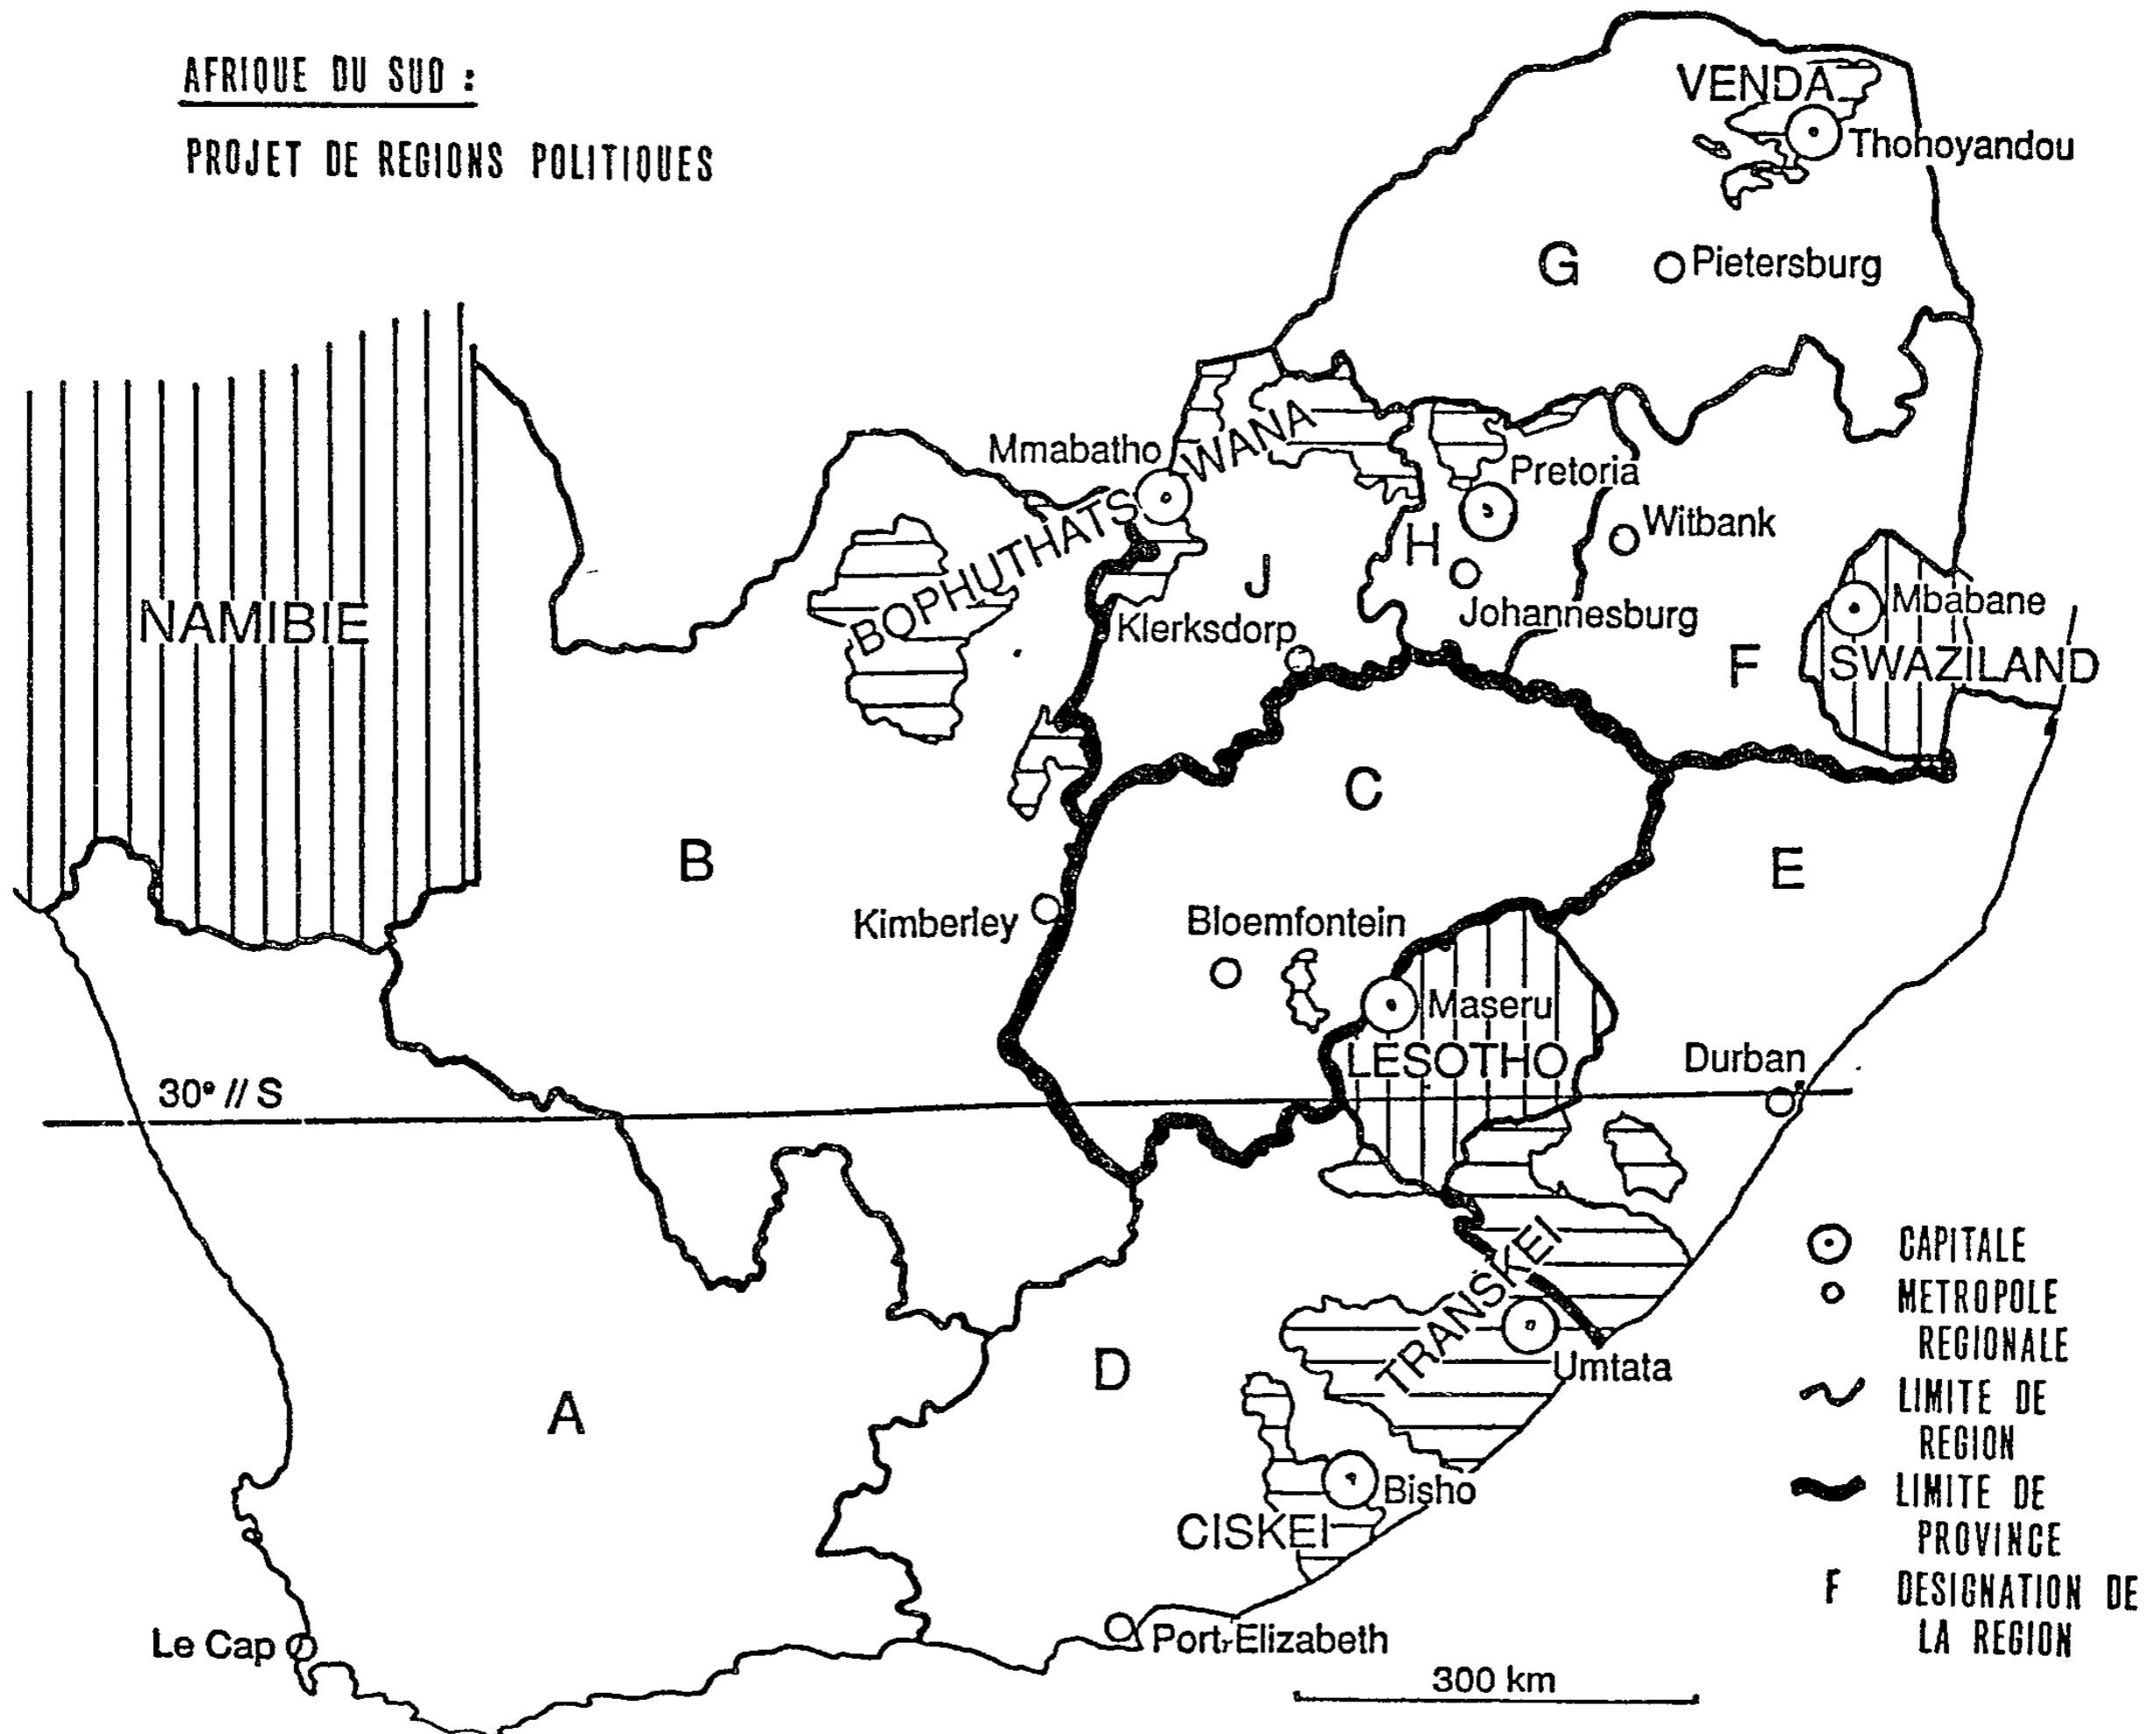 AFRIQUE DU SUD :
PROJET DE REGIONS POLITIQUES
VENDA
Thohoyandou
G
Pietersburg
Mmabatho
BOPHUTHATSWANA
Pretoria
Witbank
H
J
Johannesburg
Klerksdorp
NAMIBIE
Mbabane
F
SWAZILAND
C
B
E
Kimberley
Bloemfontein
Maseru
LESOTHO
Durban
30° // S
TRANSKEI
Umtata
D
A
Bisho
CISKEI
Le Cap
Port-Elizabeth
300 km
CAPITALE
METROPOLE
REGIONALE
LIMITE DE
REGION
LIMITE DE
PROVINCE
F DESIGNATION DE
LA REGION